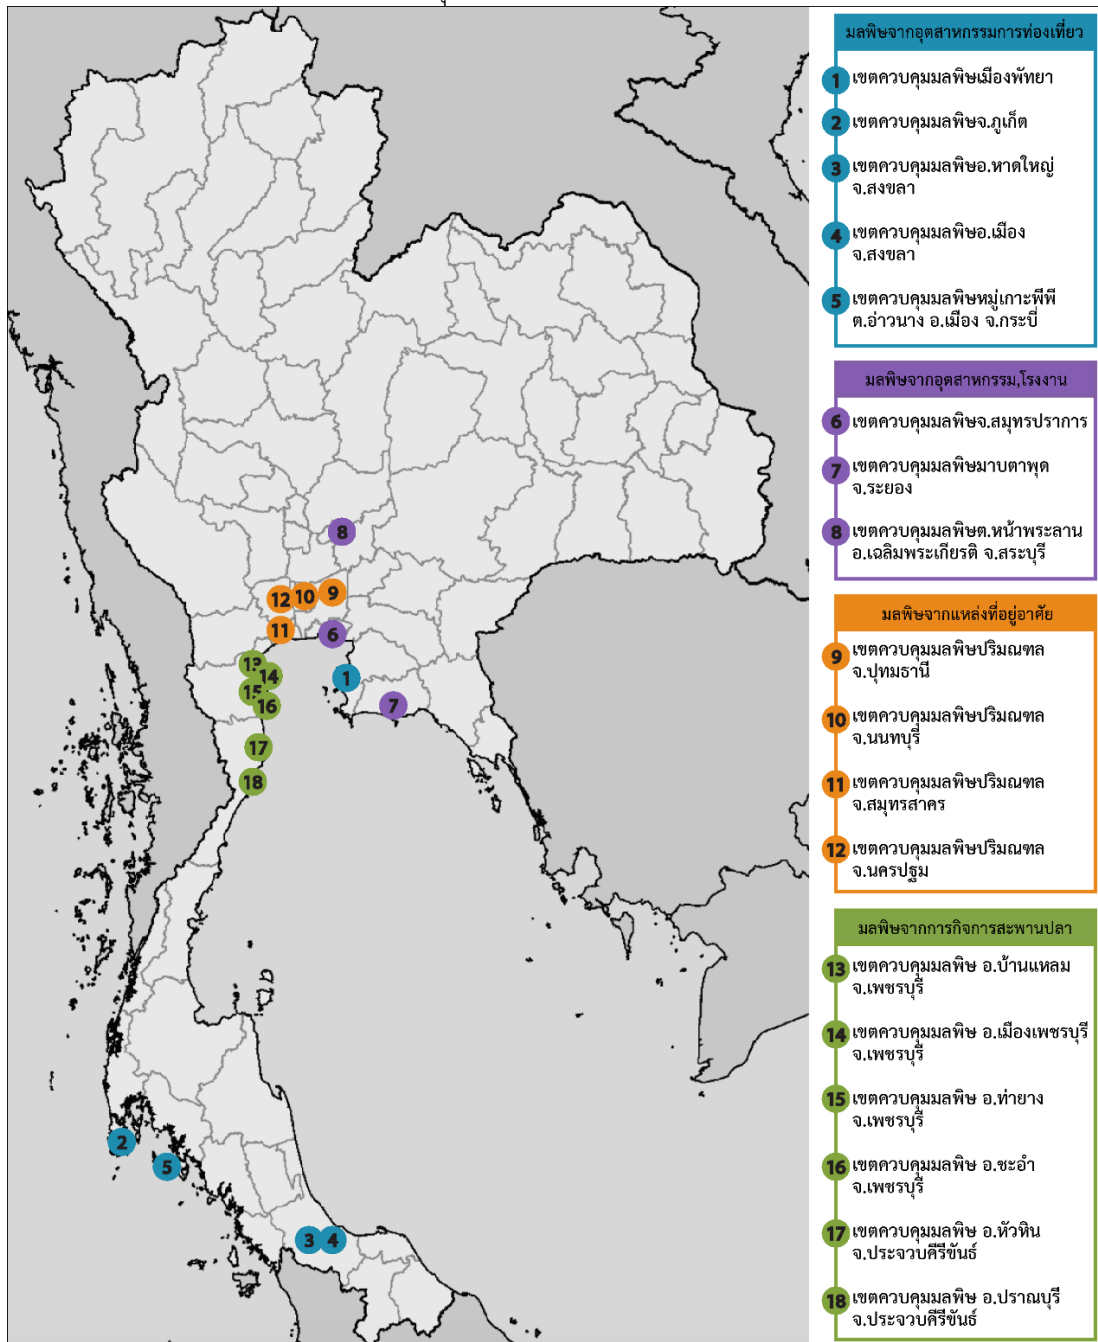 มลพิษจากอุตสาหกรรมการท่องเที่ยว
1 เขตควบคุมมลพิษเมืองพัทยา
2 เขตควบคุมมลพิษจ.ภูเก็ต
3 เขตควบคุมมลพิษอ.หาดใหญ่
จ.สงขลา
4 เขตควบคุมมลพิษอ.เมือง
จ.สงขลา
5 เขตควบคุมมลพิษหมู่เกาะพีพี
ต.อ่าวนาง อ.เมือง จ.กระบี่
มลพิษจากอุตสาหกรรม,โรงงาน
6 เขตควบคุมมลพิษจ.สมุทรปราการ
7 เขตควบคุมมลพิษมาบตาพุด
จ.ระยอง
8 เขตควบคุมมลพิษต.หน้าพระลาน
อ.เฉลิมพระเกียรติ จ.สระบุรี
มลพิษจากแหล่งที่อยู่อาศัย
9 เขตควบคุมมลพิษปริมณฑล
จ.ปุทมธานี
10 เขตควบคุมมลพิษปริมณฑล
จ.นนทบุรี
11 เขตควบคุมมลพิษปริมณฑล
จ.สมุทรสาคร
12 เขตควบคุมมลพิษปริมณฑล
จ.นครปฐม
มลพิษจากการกิจการสะพานปลา
13 เขตควบคุมมลพิษ อ.บ้านแหลม
จ.เพชรบุรี
14 เขตควบคุมมลพิษ อ.เมืองเพชรบุรี
จ.เพชรบุรี
15 เขตควบคุมมลพิษ อ.ท่ายาง
จ.เพชรบุรี
16 เขตควบคุมมลพิษ อ.ชะอำ
จ.เพชรบุรี
17 เขตควบคุมมลพิษ อ.หัวหิน
จ.ประจวบคีรีขันธ์
18 เขตควบคุมมลพิษ อ.ปราณบุรี
จ.ประจวบคีรีขันธ์
8
12 10 9
11 6
13
14 1
15
16 7
17
18
2
5
3 4